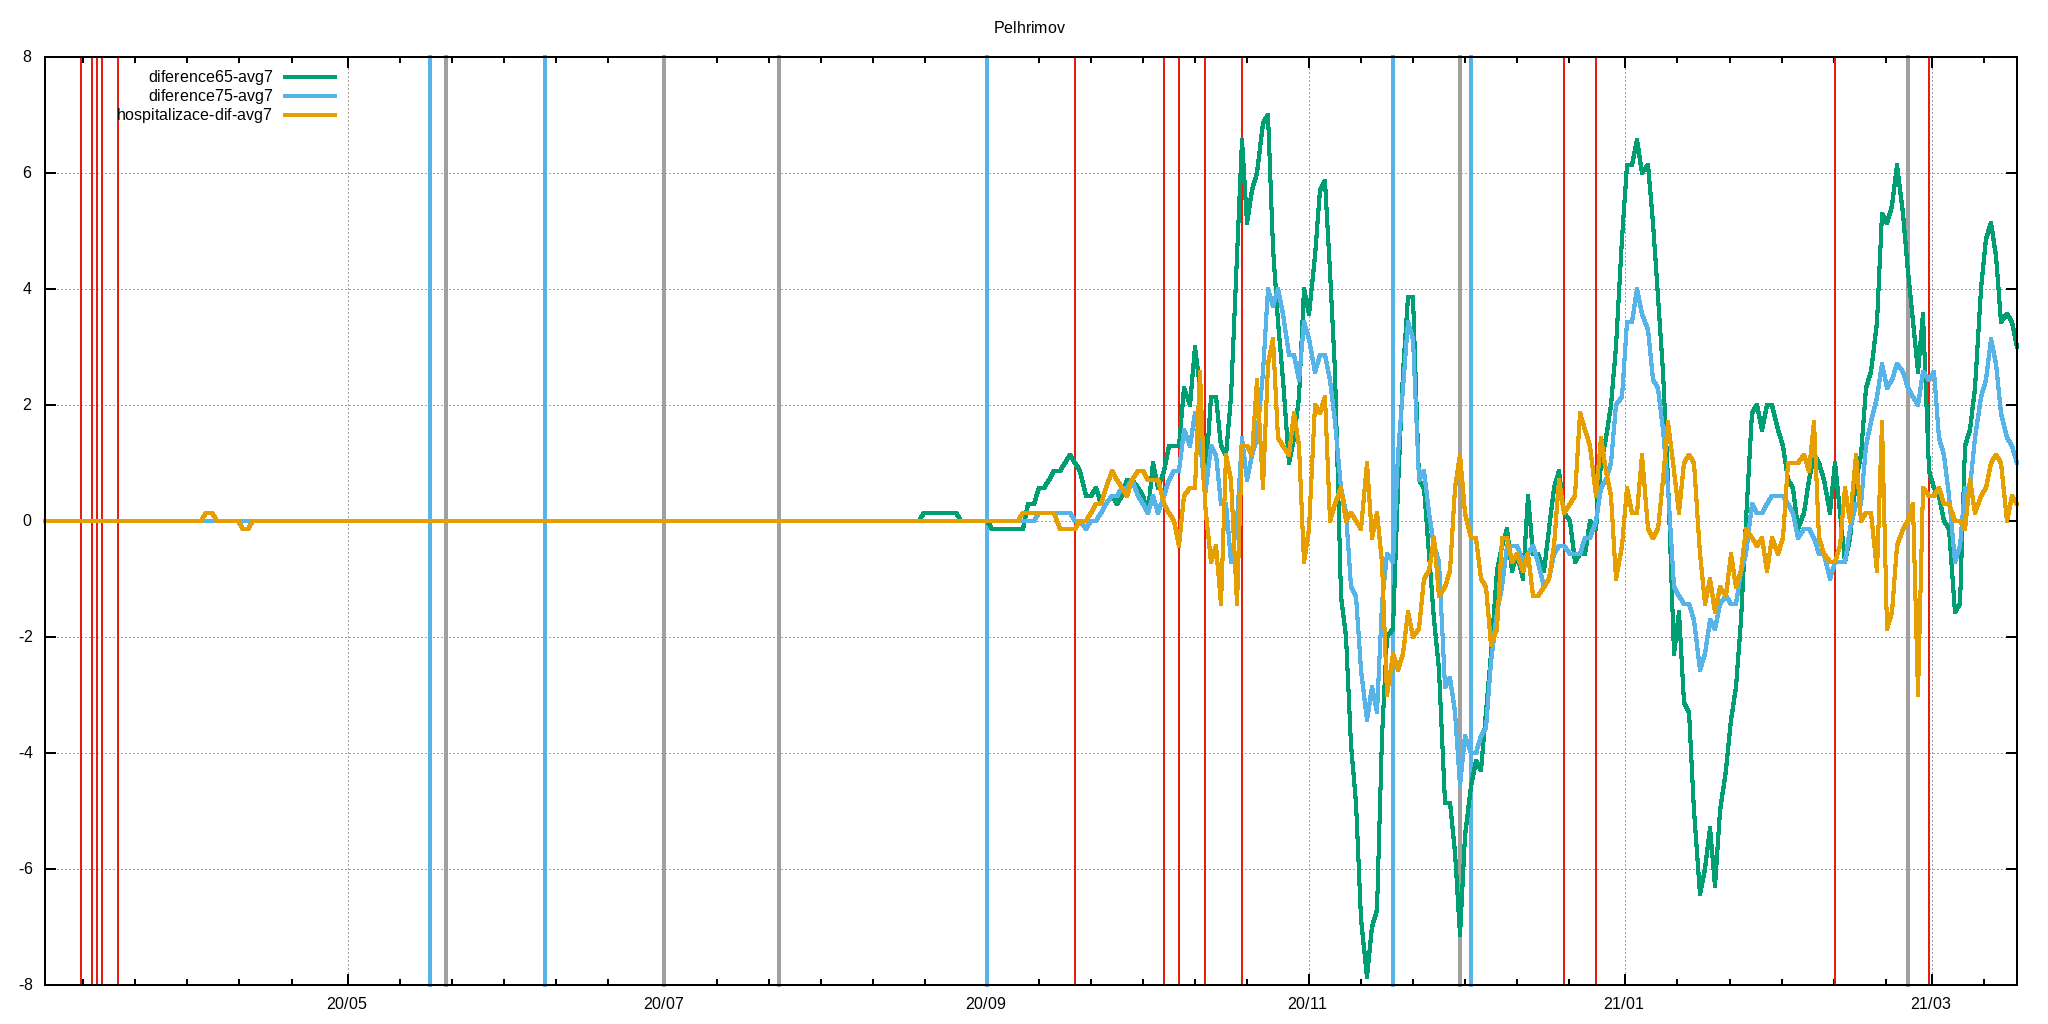 Pelhrimov
8
diference65-avg7
diference75-avg7
hospitalizace-dif-avg7
6
4
2
0
-2
-4
-6
-8
20/05 20/07 20/09 20/11 21/01 21/03